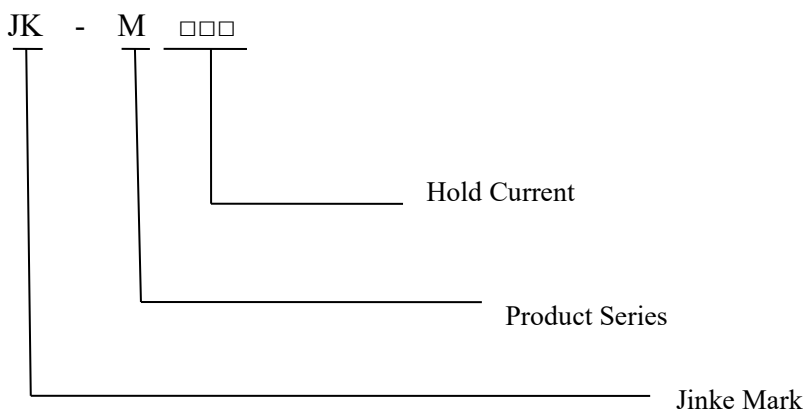 JK - M □□□
Hold Current
Product Series
Jinke Mark